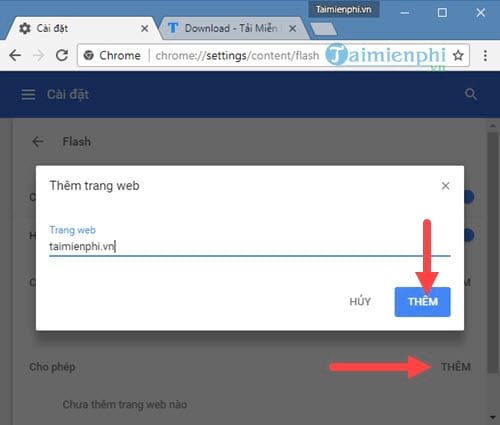 Taimienphi.vn
Cài đặt
Download - Tải Miễn
Chrome
chrome://settings/content/flash
Taimienphi
.vn
Cài đặt
Flash
Thêm trang web
Trang web
taimienphi.vn
HỦY
THÊM
Cho phép
THÊM
Chưa thêm trang web nào